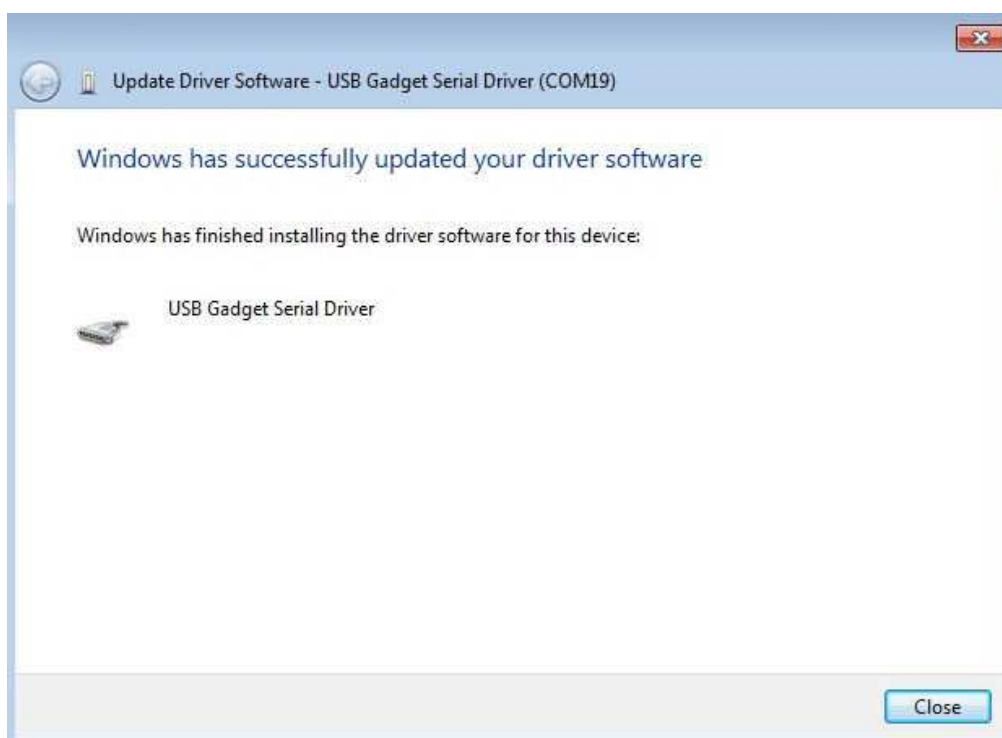 Update Driver Software - USB Gadget Serial Driver (COM19)
Windows has successfully updated your driver software
Windows has finished installing the driver software for this device:
USB Gadget Serial Driver
Close